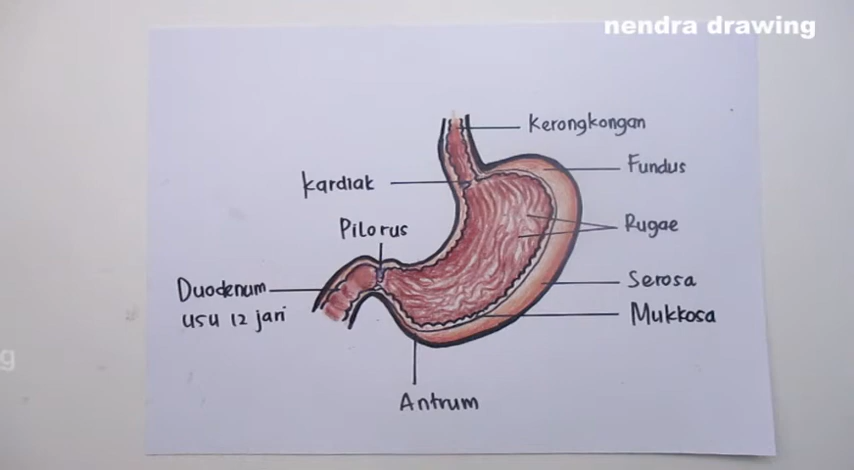 nendra drawing
Kerongkongan
Fundus
Kardiak
Rugae
Pilorus
Serosa
Duodenum
usu 12 jari
Mukkosa
g
Antrum